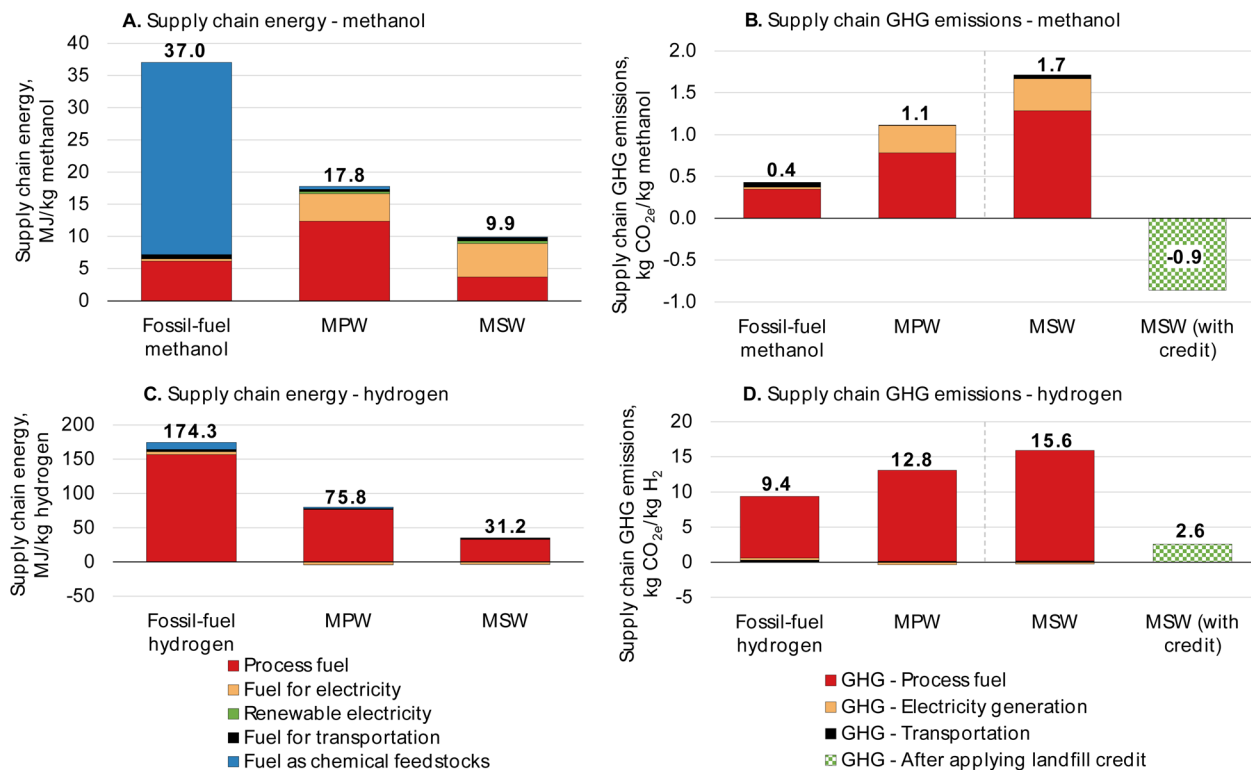 A. Supply chain energy - methanol
Supply chain energy,
MJ/kg methanol
40
35
30
25
20
15
10
5
0
37.0
17.8
9.9
Fossil-fuel
methanol
MPW
MSW
B. Supply chain GHG emissions - methanol
Supply chain GHG emissions,
kg CO2e/kg methanol
2.0
1.5
1.0
0.5
0.0
-0.5
-1.0
0.4
1.1
1.7
-0.9
Fossil-fuel
methanol
MPW
MSW
MSW (with
credit)
C. Supply chain energy - hydrogen
Supply chain energy,
MJ/kg hydrogen
200
150
100
50
0
-50
174.3
75.8
31.2
Fossil-fuel
hydrogen
MPW
MSW
Process fuel
Fuel for electricity
Renewable electricity
Fuel for transportation
Fuel as chemical feedstocks
D. Supply chain GHG emissions - hydrogen
Supply chain GHG emissions,
kg CO2e/kg H2
20
15
10
5
0
-5
9.4
12.8
15.6
2.6
Fossil-fuel
hydrogen
MPW
MSW
MSW (with
credit)
GHG - Process fuel
GHG - Electricity generation
GHG - Transportation
GHG - After applying landfill credit